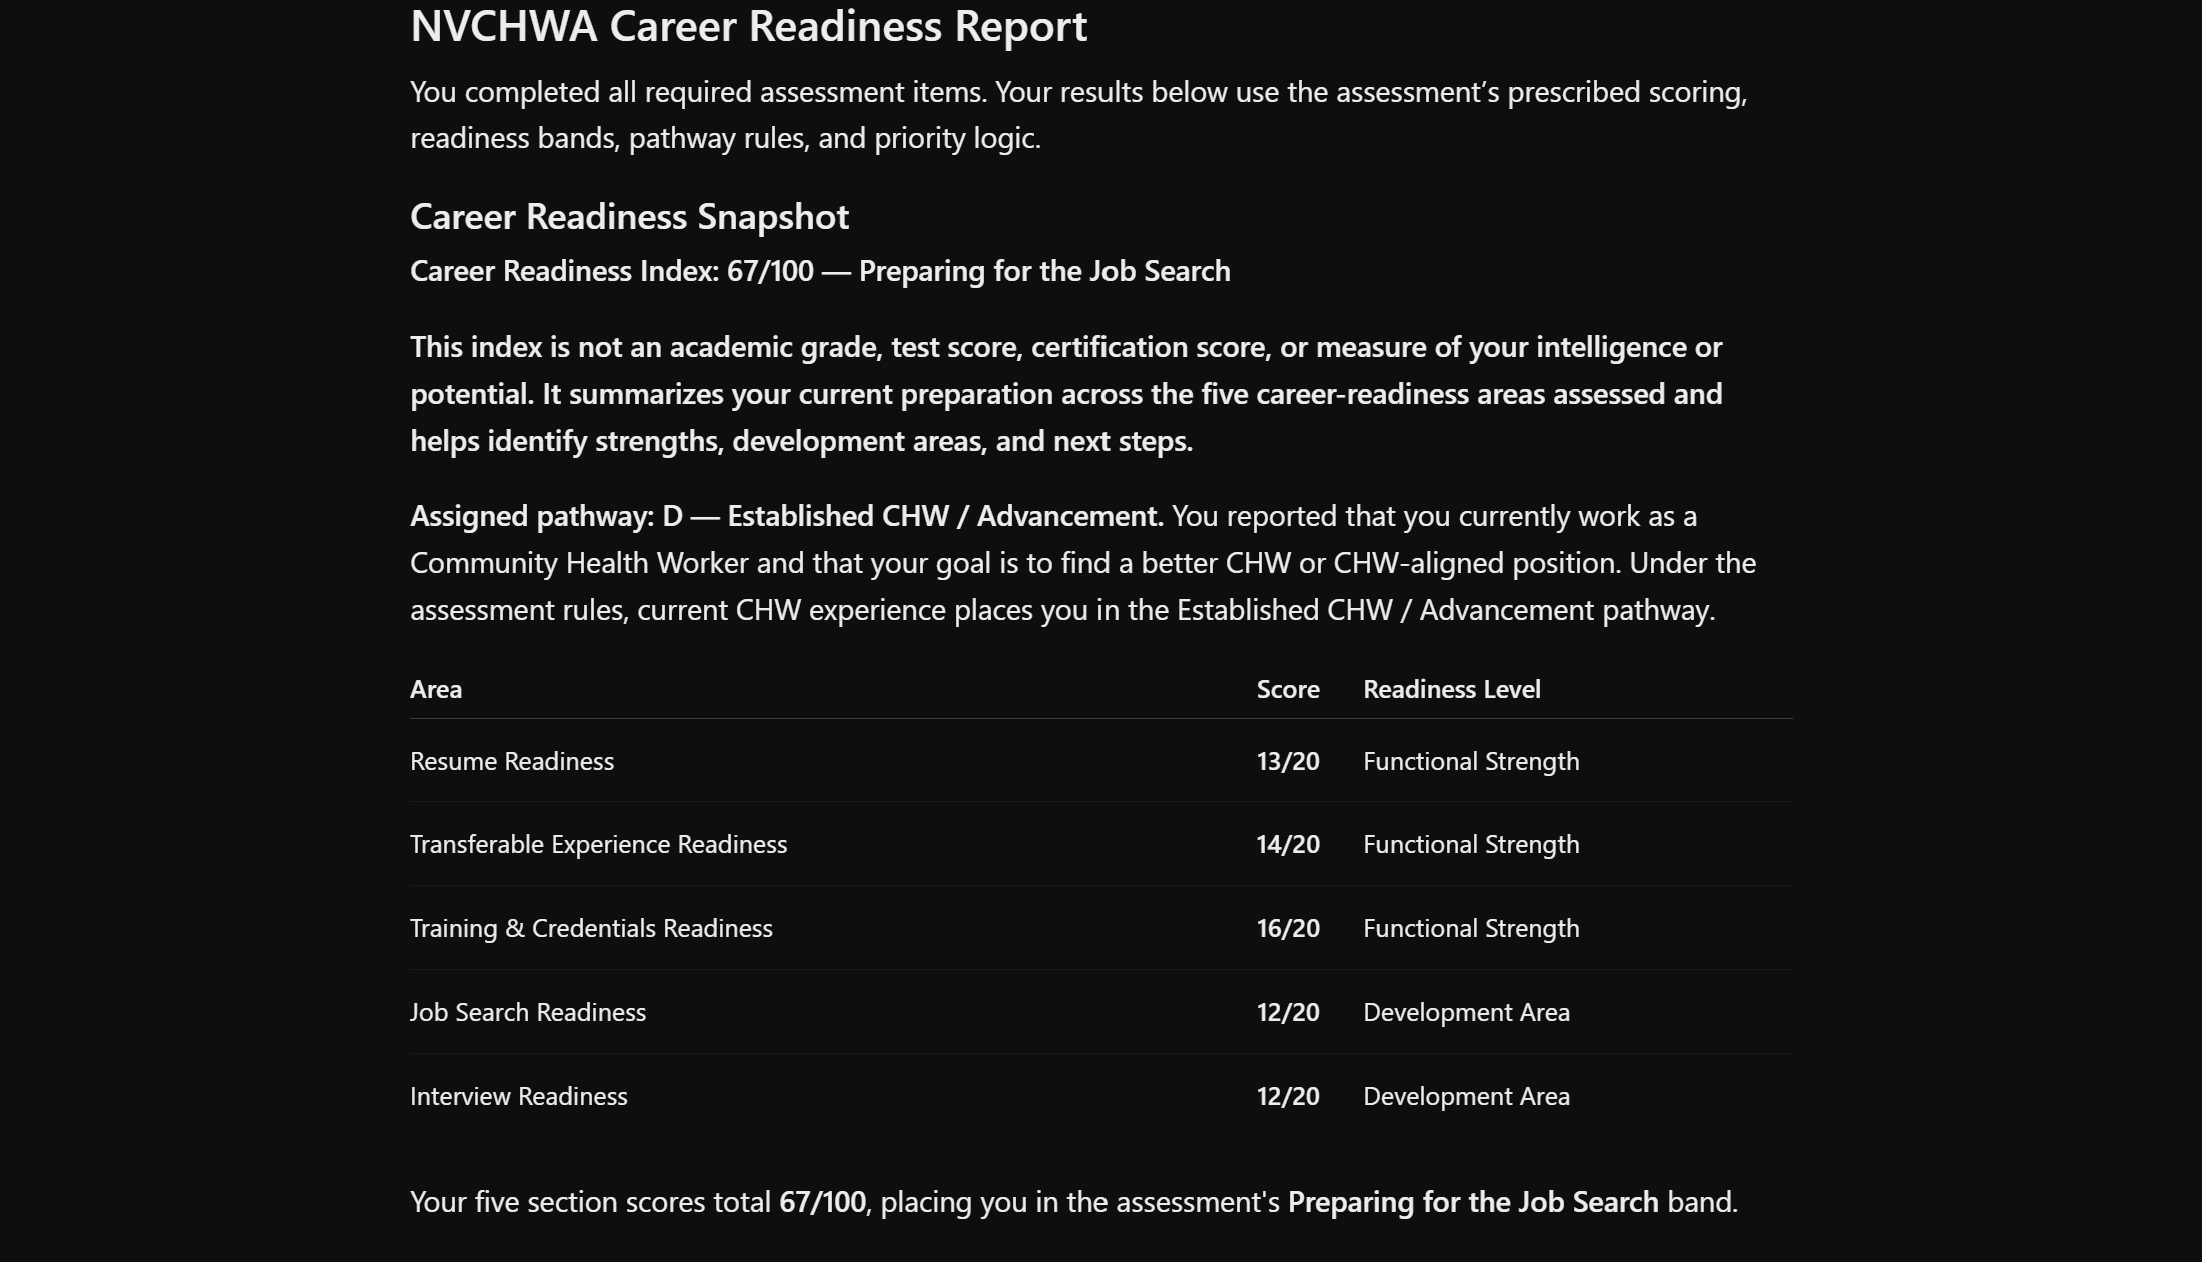 NVCHWA Career Readiness Report
You completed all required assessment items. Your results below use the assessment’s prescribed scoring,
readiness bands, pathway rules, and priority logic.
Career Readiness Snapshot
Career Readiness Index: 67/100 — Preparing for the Job Search
This index is not an academic grade, test score, certification score, or measure of your intelligence or
potential. It summarizes your current preparation across the five career-readiness areas assessed and
helps identify strengths, development areas, and next steps.
Assigned pathway: D — Established CHW / Advancement. You reported that you currently work as a
Community Health Worker and that your goal is to find a better CHW or CHW-aligned position. Under the
assessment rules, current CHW experience places you in the Established CHW / Advancement pathway.
Area Score Readiness Level
Resume Readiness 13/20 Functional Strength
Transferable Experience Readiness 14/20 Functional Strength
Training & Credentials Readiness 16/20 Functional Strength
Job Search Readiness 12/20 Development Area
Interview Readiness 12/20 Development Area
Your five section scores total 67/100, placing you in the assessment's Preparing for the Job Search band.